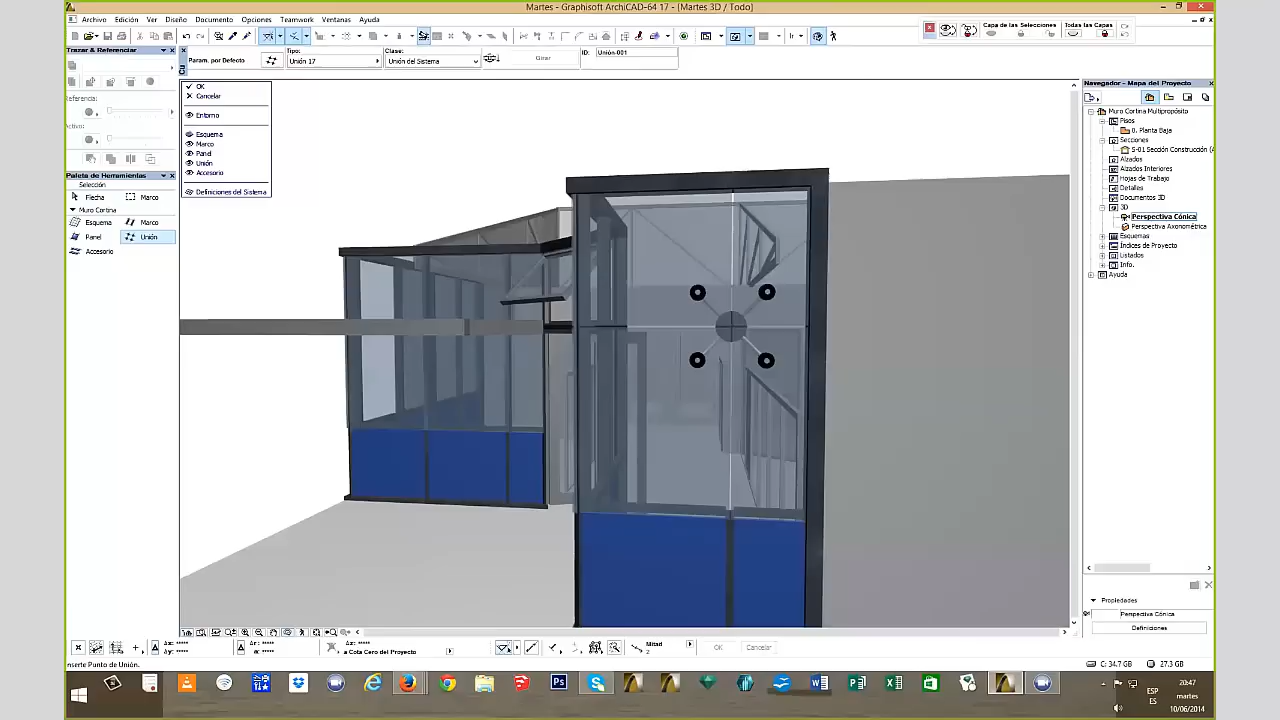 Martes - Graphisoft ArchiCAD-64 17 - [Martes 3D / Todo]
Archivo Edición Ver Diseño Documento Opciones Teamwork Ventanas Ayuda
Capa de las Selecciones Todas las Capas
Trazar & Referenciar
Param. por Defecto
Tipo:
Unión 17
Clase:
Unión del Sistema
Girar
ID: Unión-001
Referencia:
Activo:
OK
Cancelar
Entorno
Esquema
Marco
Panel
Unión
Accesorio
Definiciones del Sistema
Paleta de Herramientas
Selección
Flecha Marco
Muro Cortina
Esquema Marco
Panel Unión
Accesorio
Navegador - Mapa del Proyecto
Muro Cortina Multipropósito
Pisos
0. Planta Baja
Secciones
S-01 Sección Construcción (A
Alzados
Alzados Interiores
Hojas de Trabajo
Detalles
Documentos 3D
3D
Perspectiva Cónica
Perspectiva Axonométrica
Esquemas
Índices de Proyecto
Listados
Info.
Ayuda
Propiedades
Perspectiva Cónica
Definiciones
Δx: *****
Δy: *****
Δr: *****
a: *****
Δz: *****
a Cota Cero del Proyecto
Mitad
2
OK Cancelar
nserte Punto de Unión.
C: 34.7 GB 27.3 GB
ESP
ES
20:47
martes
10/06/2014